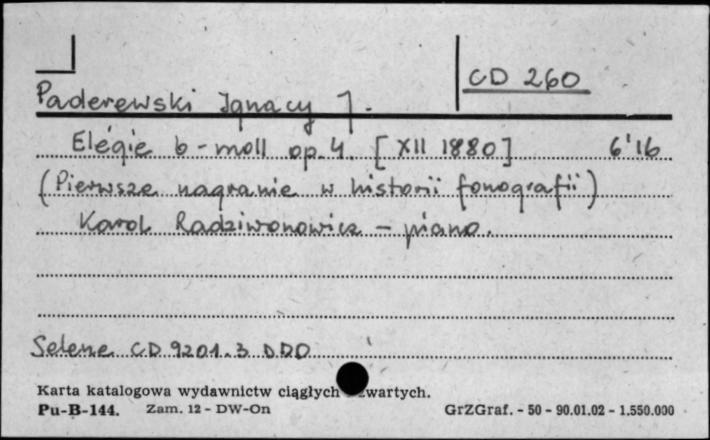 CD 260
Paderewski Ignacy J.
Elégie b-moll op. 4. [XII 1880] 6'16
(Pierwsze nagranie w historii fonografii)
Karol Radziwonowicz - piano.
Selene CD 9201.3 DDD
Karta katalogowa wydawnictw ciągłych zwartych.
Pu-B-144. Zam. 12 - DW-On GrZGraf. - 50 - 90.01.02 - 1.550.000